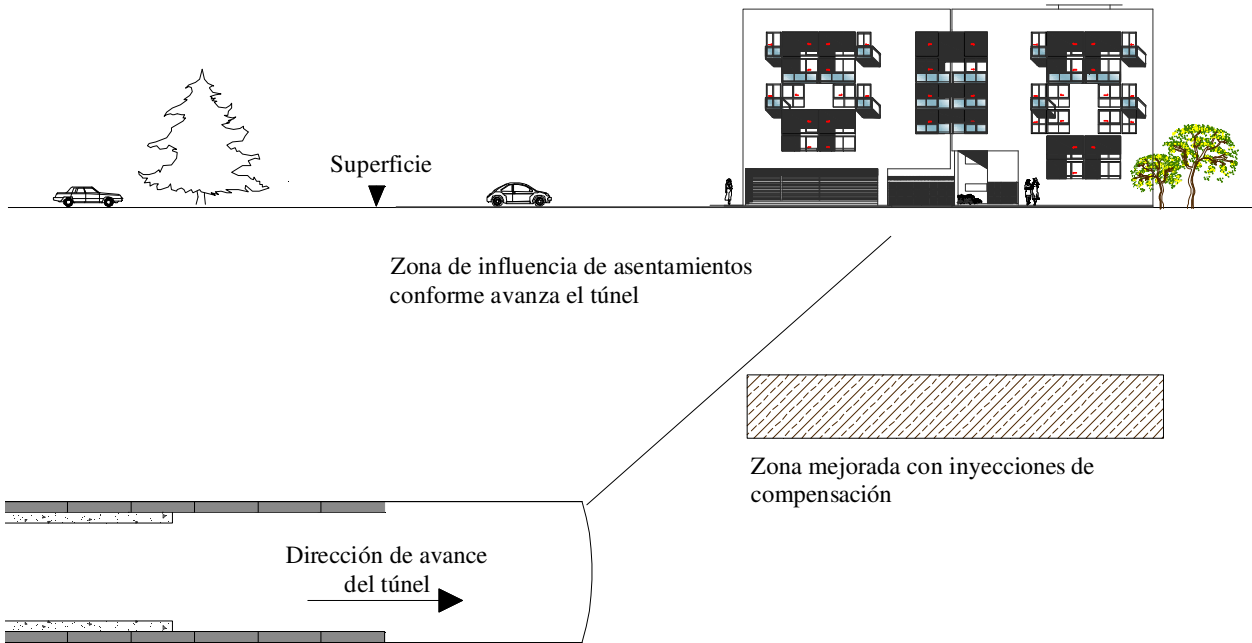 Superficie
Zona de influencia de asentamientos
conforme avanza el túnel
Zona mejorada con inyecciones de
compensación
Dirección de avance
del túnel